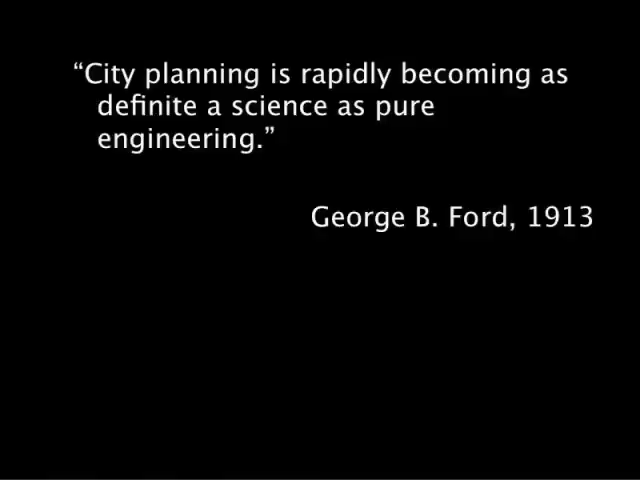 “City planning is rapidly becoming as
definite a science as pure
engineering.”
George B. Ford, 1913